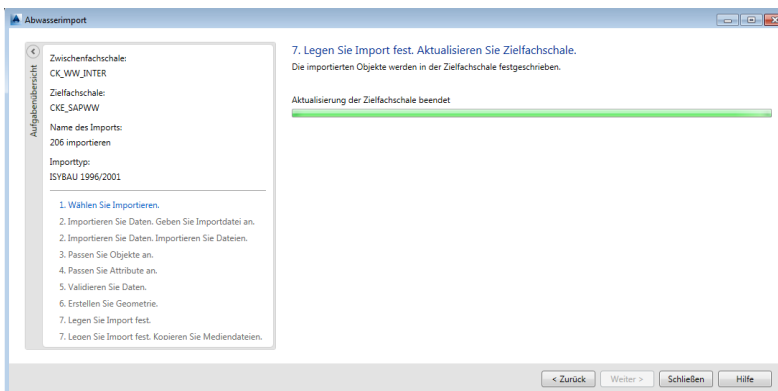 Abwasserimport
Aufgabenübersicht
Zwischenfachschale:
CK_WW_INTER
Zielfachschale:
CKE_SAPWW
Name des Imports:
206 importieren
Importtyp:
ISYBAU 1996/2001
1. Wählen Sie Importieren.
2. Importieren Sie Daten. Geben Sie Importdatei an.
2. Importieren Sie Daten. Importieren Sie Dateien.
3. Passen Sie Objekte an.
4. Passen Sie Attribute an.
5. Validieren Sie Daten.
6. Erstellen Sie Geometrie.
7. Legen Sie Import fest.
7. Legen Sie Import fest. Kopieren Sie Mediendateien.
7. Legen Sie Import fest. Aktualisieren Sie Zielfachschale.
Die importierten Objekte werden in der Zielfachschale festgeschrieben.
Aktualisierung der Zielfachschale beendet
< Zurück Weiter > Schließen Hilfe